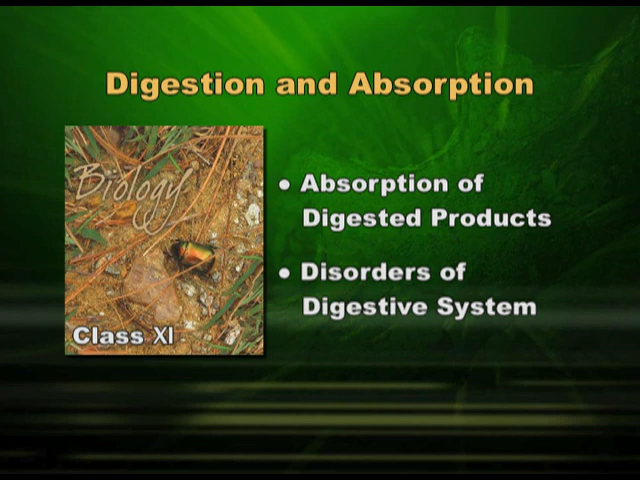 Digestion and Absorption
Biology
Class XI
• Absorption of
Digested Products
• Disorders of
Digestive System